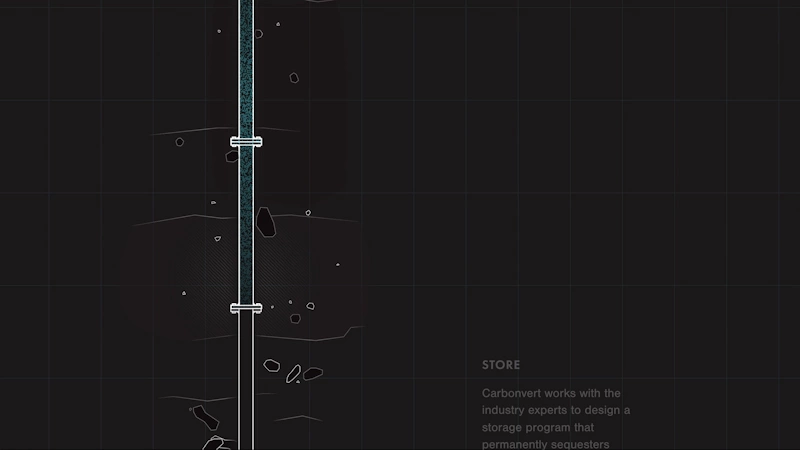 STORE
Carbonvert works with the
industry experts to design a
storage program that
permanently sequesters